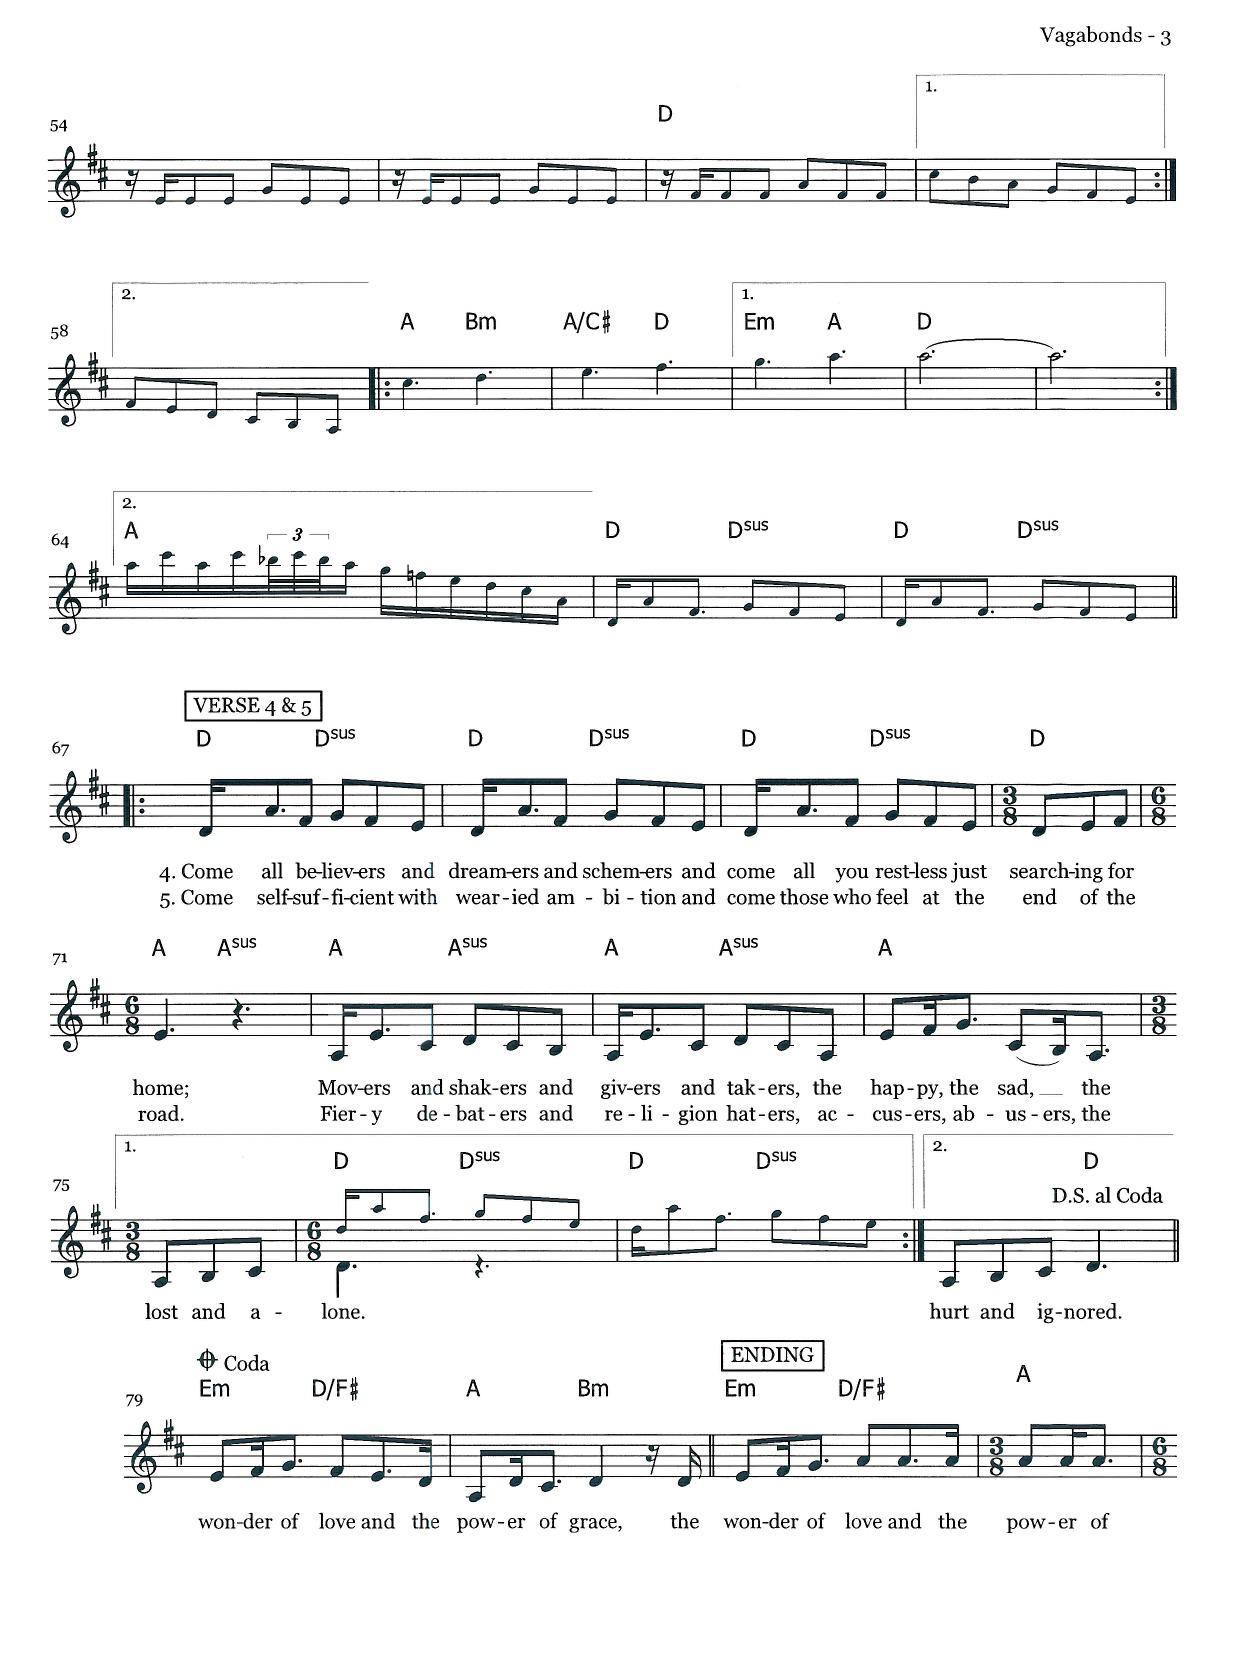 Vagabonds - 3
1.
54
D
2.
1.
58
A Bm A/C♯ D Em A D
2.
64
A 3 D Dsus D Dsus
VERSE 4 & 5
67
D Dsus D Dsus D Dsus D
3 8 6 8
4. Come all be-liev-ers and dream-ers and schem-ers and come all you rest-less just search-ing for
5. Come self-suf-fi-cient with wear-ied am - bi - tion and come those who feel at the end of the
71
A Asus A Asus A Asus A
6 8 3 8
home; Mov-ers and shak-ers and giv-ers and tak-ers, the hap-py, the sad, __ the
road. Fier-y de-bat-ers and re-li-gion hat-ers, ac - cus-ers, ab - us-ers, the
1. 2.
75
D Dsus D Dsus D
D.S. al Coda
3 8 6 8
lost and a - lone. hurt and ig-nored.
Coda ENDING
79
Em D/F♯ A Bm Em D/F♯ A
3 8 6 8
won-der of love and the pow-er of grace, the won-der of love and the pow-er of